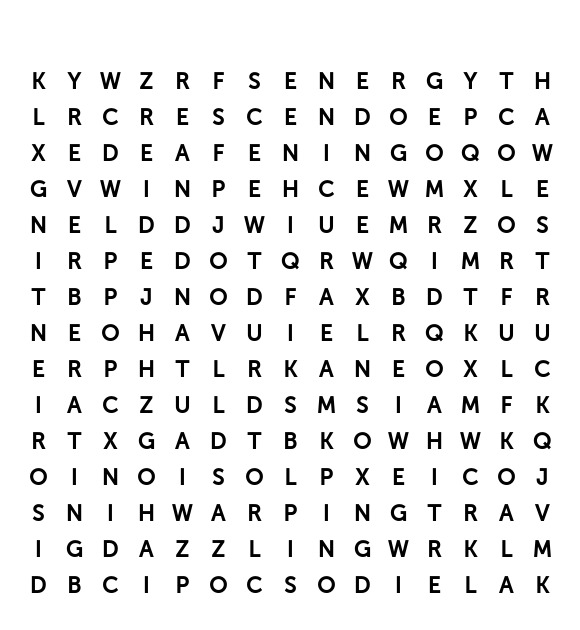 K Y W Z R F S E N E R G Y T H
L R C R E S C E N D O E P C A
X E D E A F E N I N G O Q O W
G V W I N P E H C E W M X L E
N E L D D J W I U E M R Z O S
I R P E D O T Q R W Q I M R T
T B P J N O D F A X B D T F R
N E O H A V U I E L R Q K U U
E R P H T L R K A N E O X L C
I A C Z U L D S M S I A M F K
R T X G A D T B K O W H W K Q
O I N O I S O L P X E I C O J
S N I H W A R P I N G T R A V
I G D A Z Z L I N G W R K L M
D B C I P O C S O D I E L A K